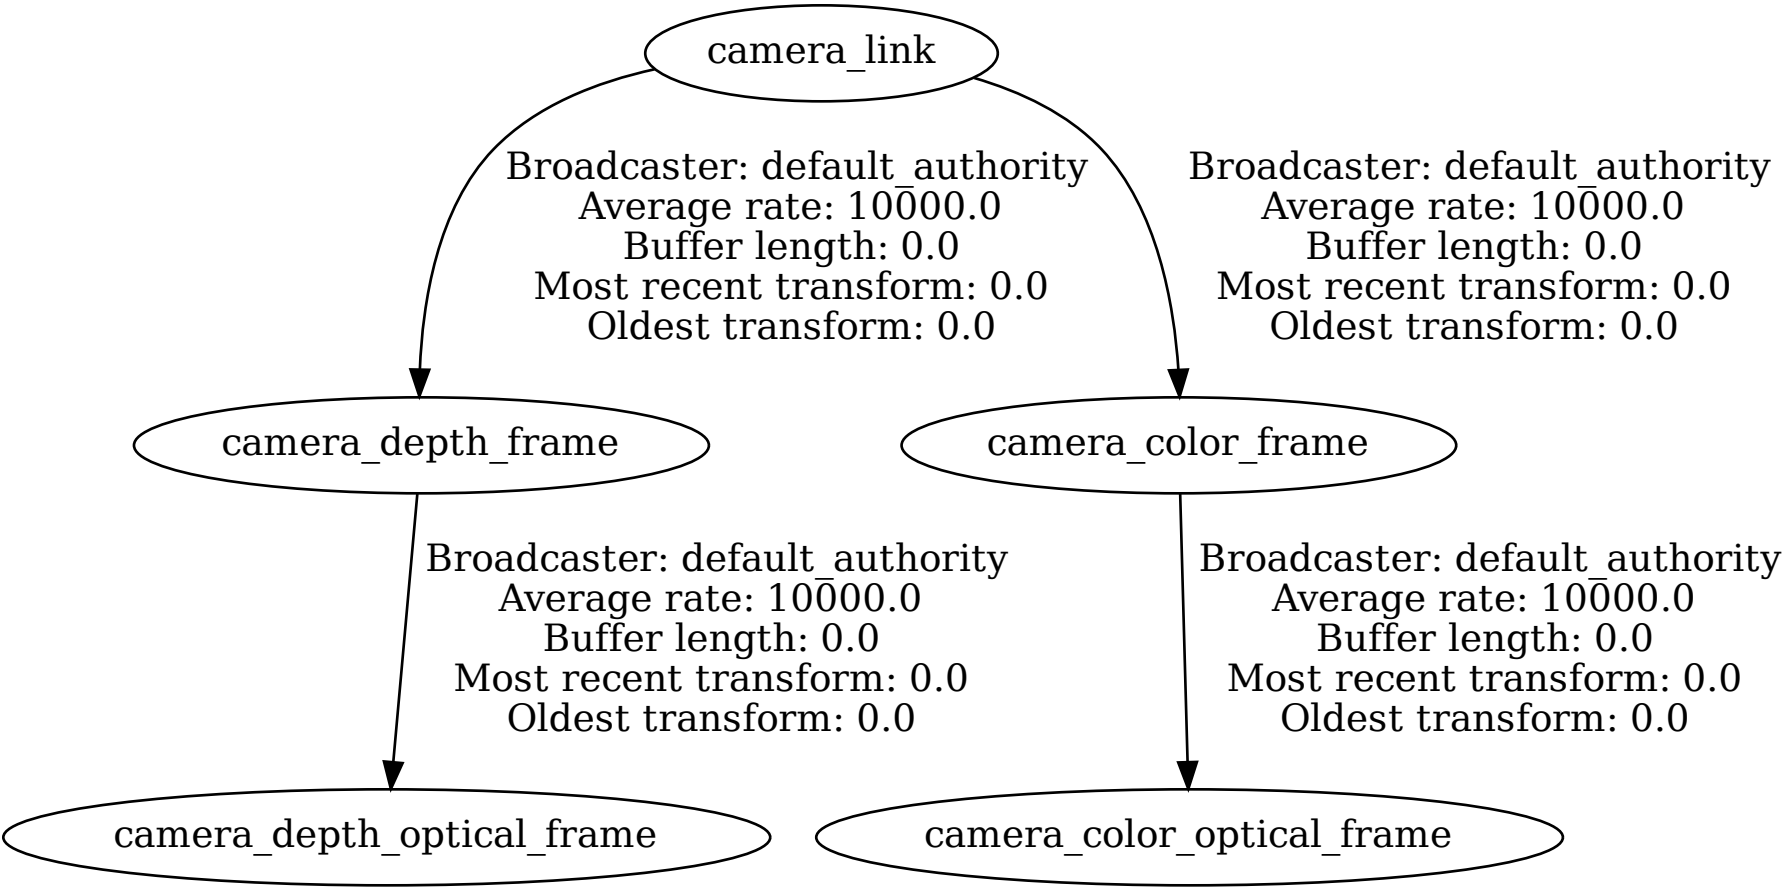 camera_link
Broadcaster: default_authority
Average rate: 10000.0
Buffer length: 0.0
Most recent transform: 0.0
Oldest transform: 0.0
Broadcaster: default_authority
Average rate: 10000.0
Buffer length: 0.0
Most recent transform: 0.0
Oldest transform: 0.0
camera_depth_frame
camera_color_frame
Broadcaster: default_authority
Average rate: 10000.0
Buffer length: 0.0
Most recent transform: 0.0
Oldest transform: 0.0
Broadcaster: default_authority
Average rate: 10000.0
Buffer length: 0.0
Most recent transform: 0.0
Oldest transform: 0.0
camera_depth_optical_frame
camera_color_optical_frame